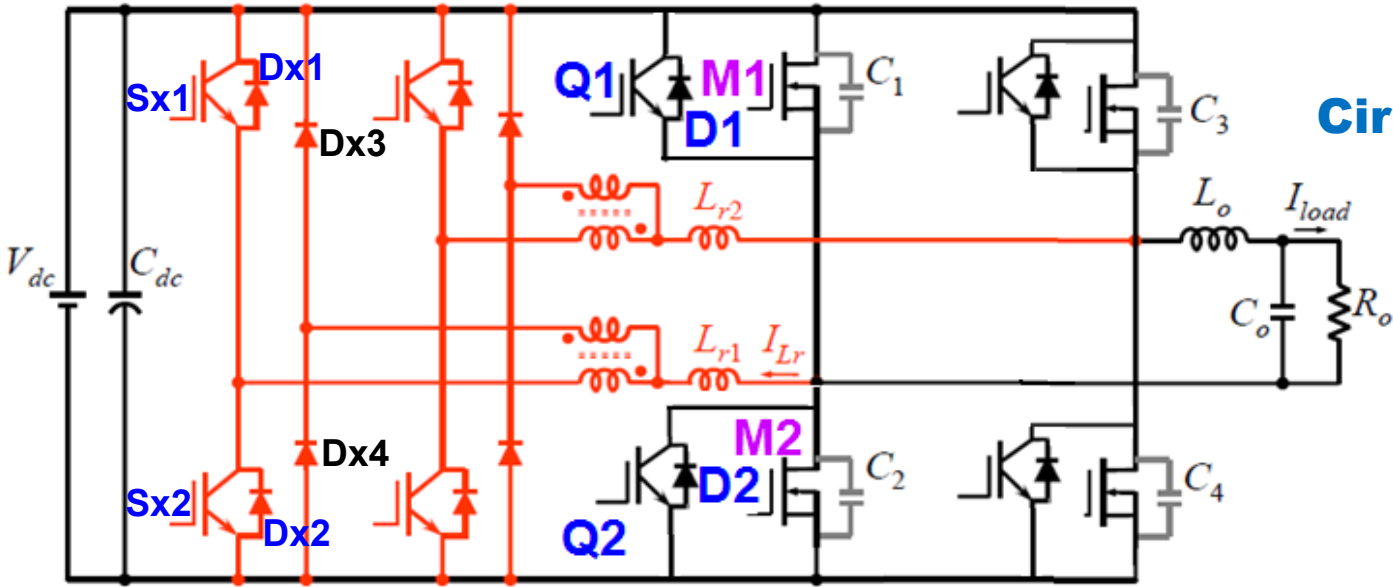 Sx1
Dx1
Dx3
Q1
D1
M1
C1
C3
Cir
Lr2
Lo
Iload
Vdc
Cdc
Lr1
ILr
Co
Ro
Dx4
Sx2
Dx2
Q2
D2
M2
C2
C4